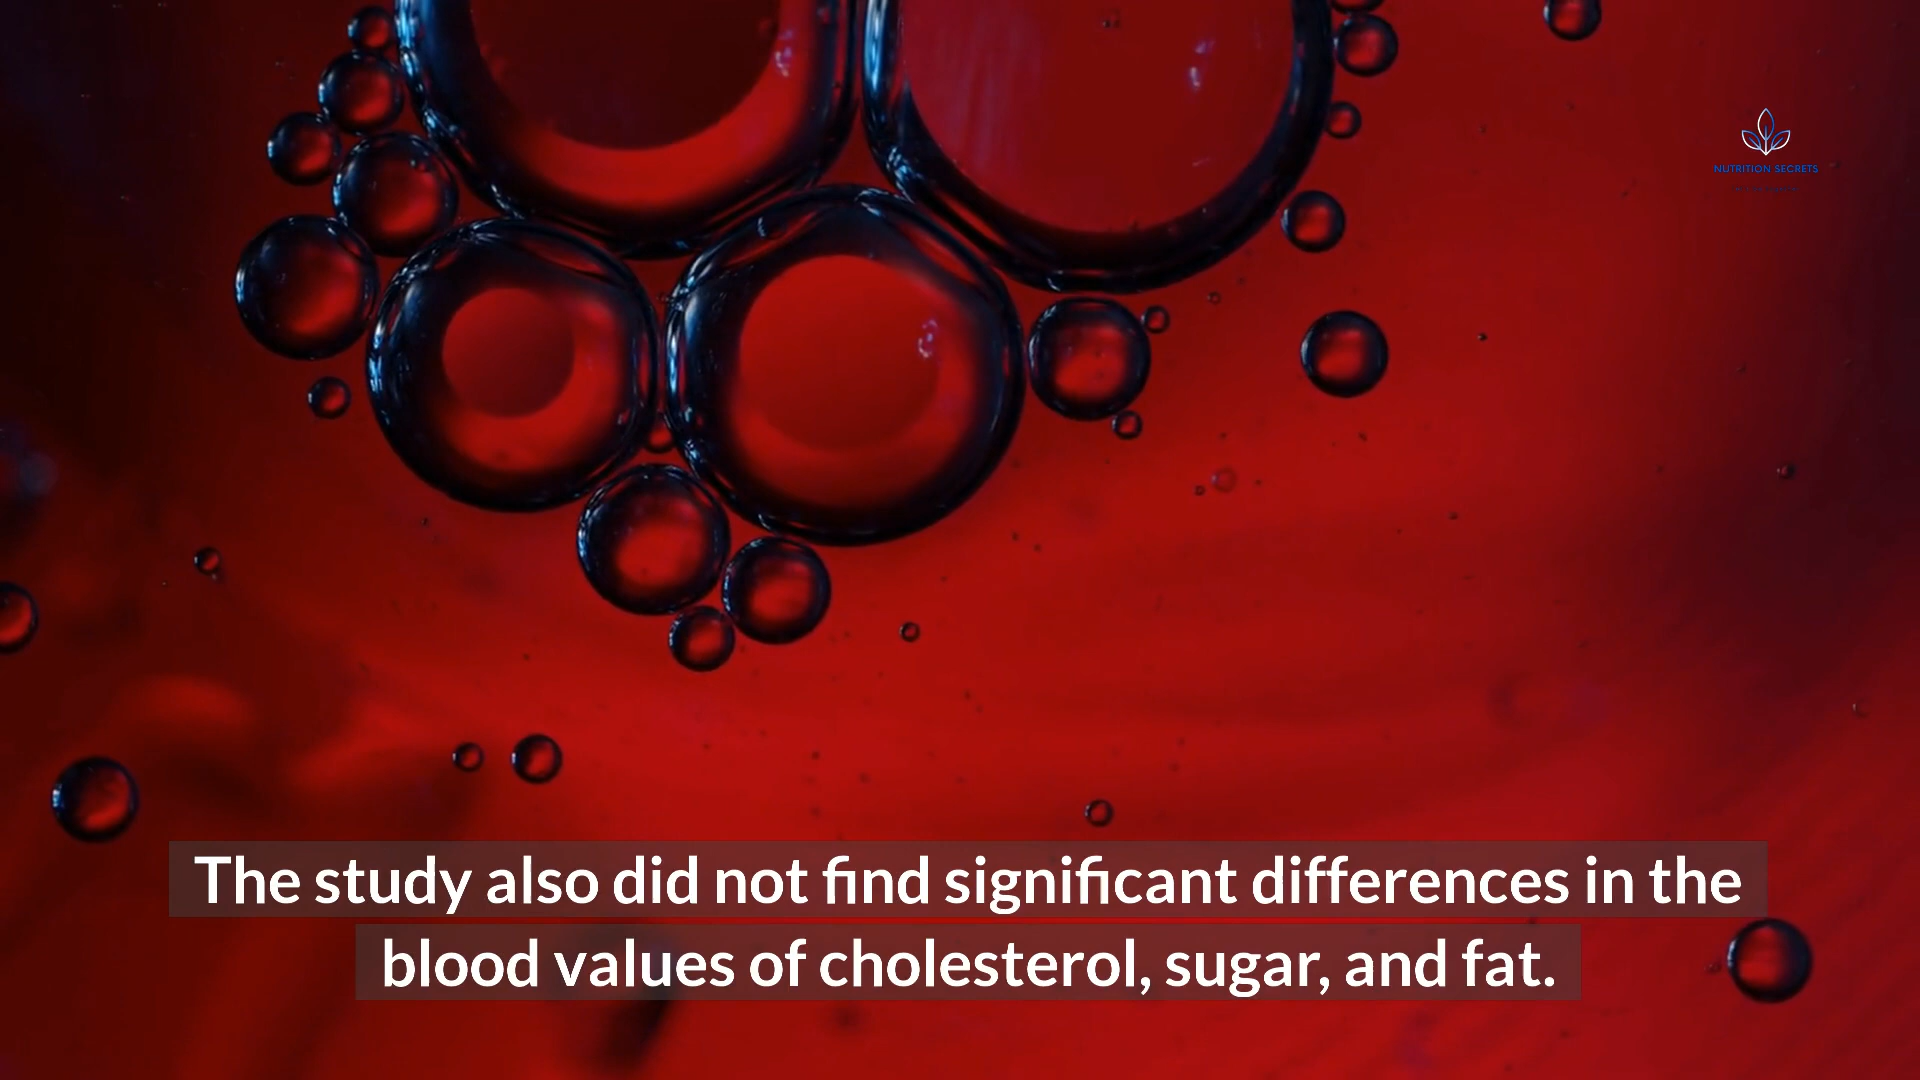 NUTRITION SECRETS
The study also did not find significant differences in the
blood values of cholesterol, sugar, and fat.